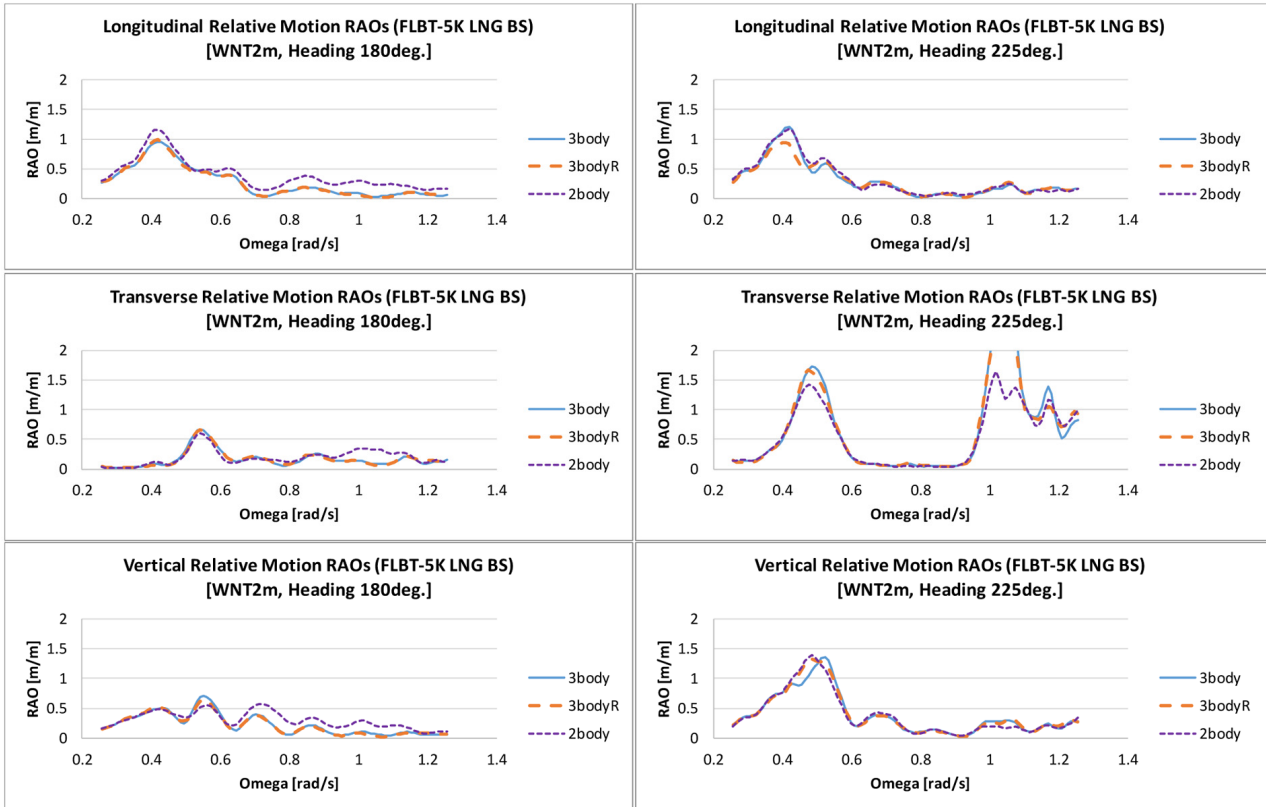 Longitudinal Relative Motion RAOs (FLBT-5K LNG BS)
[WNT2m, Heading 180deg.]
RAO [m/m]
2
1.5
1
0.5
0
0.2 0.4 0.6 0.8 1 1.2 1.4
Omega [rad/s]
3body
3bodyR
2body
Longitudinal Relative Motion RAOs (FLBT-5K LNG BS)
[WNT2m, Heading 225deg.]
RAO [m/m]
2
1.5
1
0.5
0
0.2 0.4 0.6 0.8 1 1.2 1.4
Omega [rad/s]
3body
3bodyR
2body
Transverse Relative Motion RAOs (FLBT-5K LNG BS)
[WNT2m, Heading 180deg.]
RAO [m/m]
2
1.5
1
0.5
0
0.2 0.4 0.6 0.8 1 1.2 1.4
Omega [rad/s]
3body
3bodyR
2body
Transverse Relative Motion RAOs (FLBT-5K LNG BS)
[WNT2m, Heading 225deg.]
RAO [m/m]
2
1.5
1
0.5
0
0.2 0.4 0.6 0.8 1 1.2 1.4
Omega [rad/s]
3body
3bodyR
2body
Vertical Relative Motion RAOs (FLBT-5K LNG BS)
[WNT2m, Heading 180deg.]
RAO [m/m]
2
1.5
1
0.5
0
0.2 0.4 0.6 0.8 1 1.2 1.4
Omega [rad/s]
3body
3bodyR
2body
Vertical Relative Motion RAOs (FLBT-5K LNG BS)
[WNT2m, Heading 225deg.]
RAO [m/m]
2
1.5
1
0.5
0
0.2 0.4 0.6 0.8 1 1.2 1.4
Omega [rad/s]
3body
3bodyR
2body